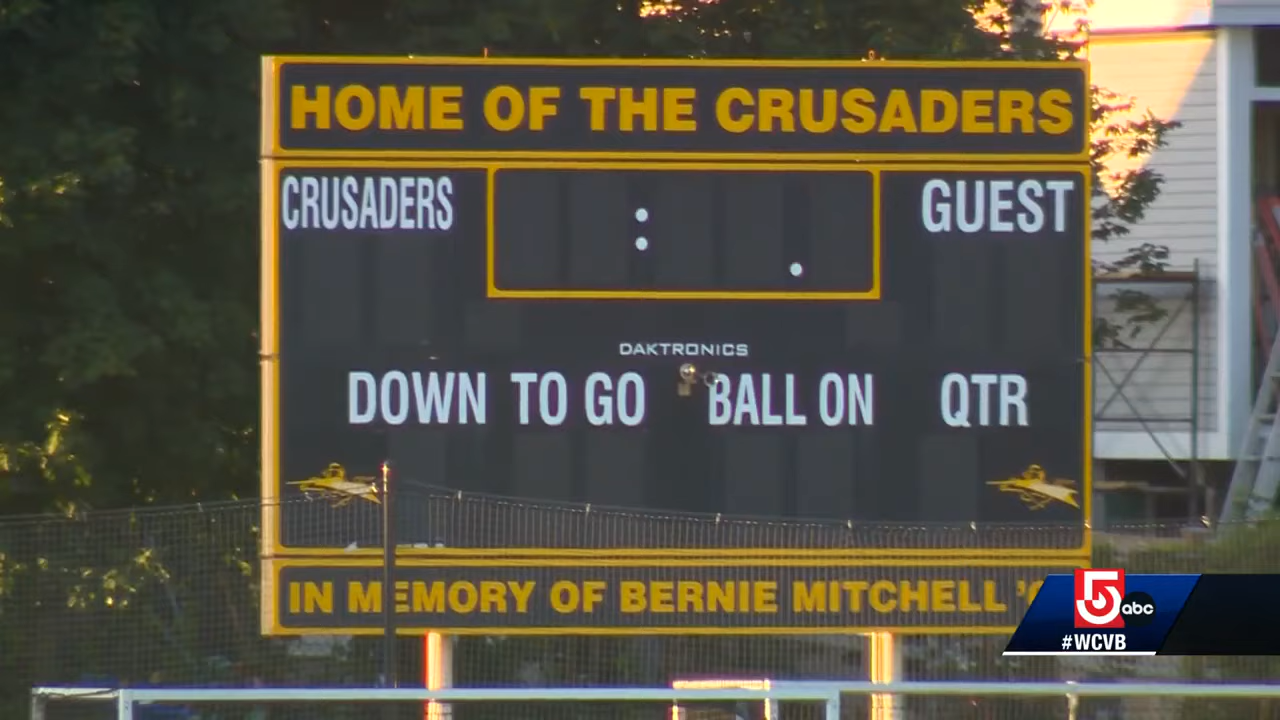 HOME OF THE CRUSADERS
CRUSADERS
:
.
GUEST
DAKTRONICS
DOWN TO GO BALL ON QTR
IN MEMORY OF BERNIE MITCHELL
5 abc
#WCVB